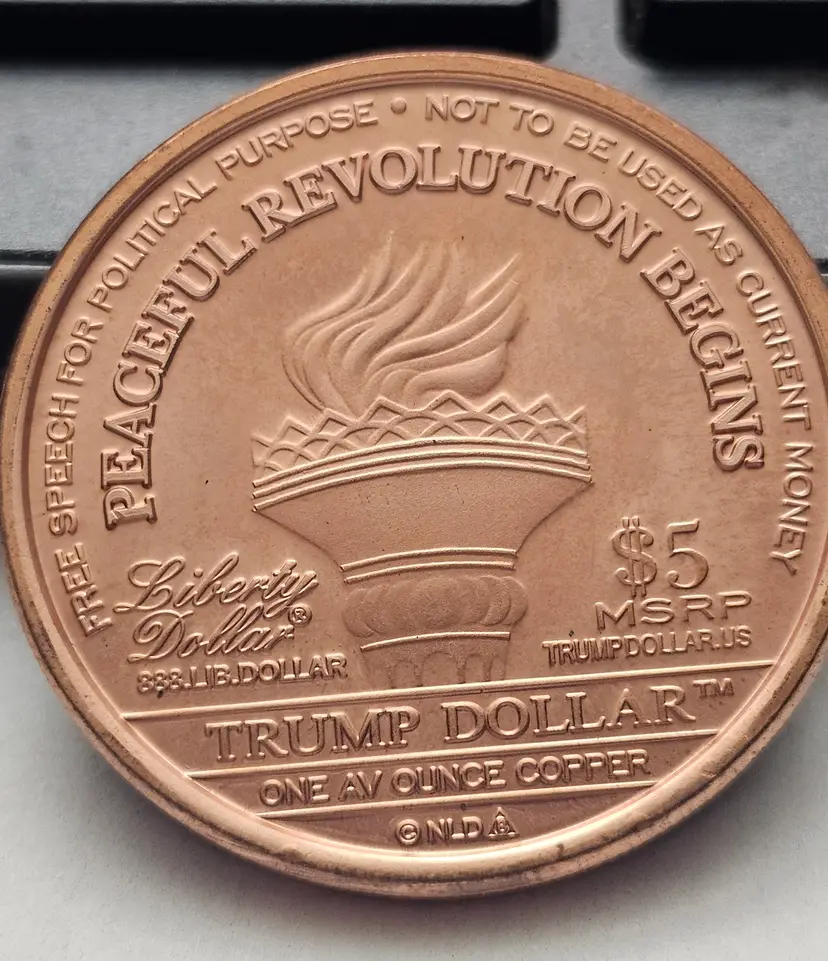 FREE SPEECH FOR POLITICAL PURPOSE • NOT TO BE USED AS CURRENT MONEY
PEACEFUL REVOLUTION BEGINS
Liberty
Dollar®
888.LIB.DOLLAR
$5
MSRP
TRUMPDOLLAR.US
TRUMP DOLLAR™
ONE AV OUNCE COPPER
© NLD